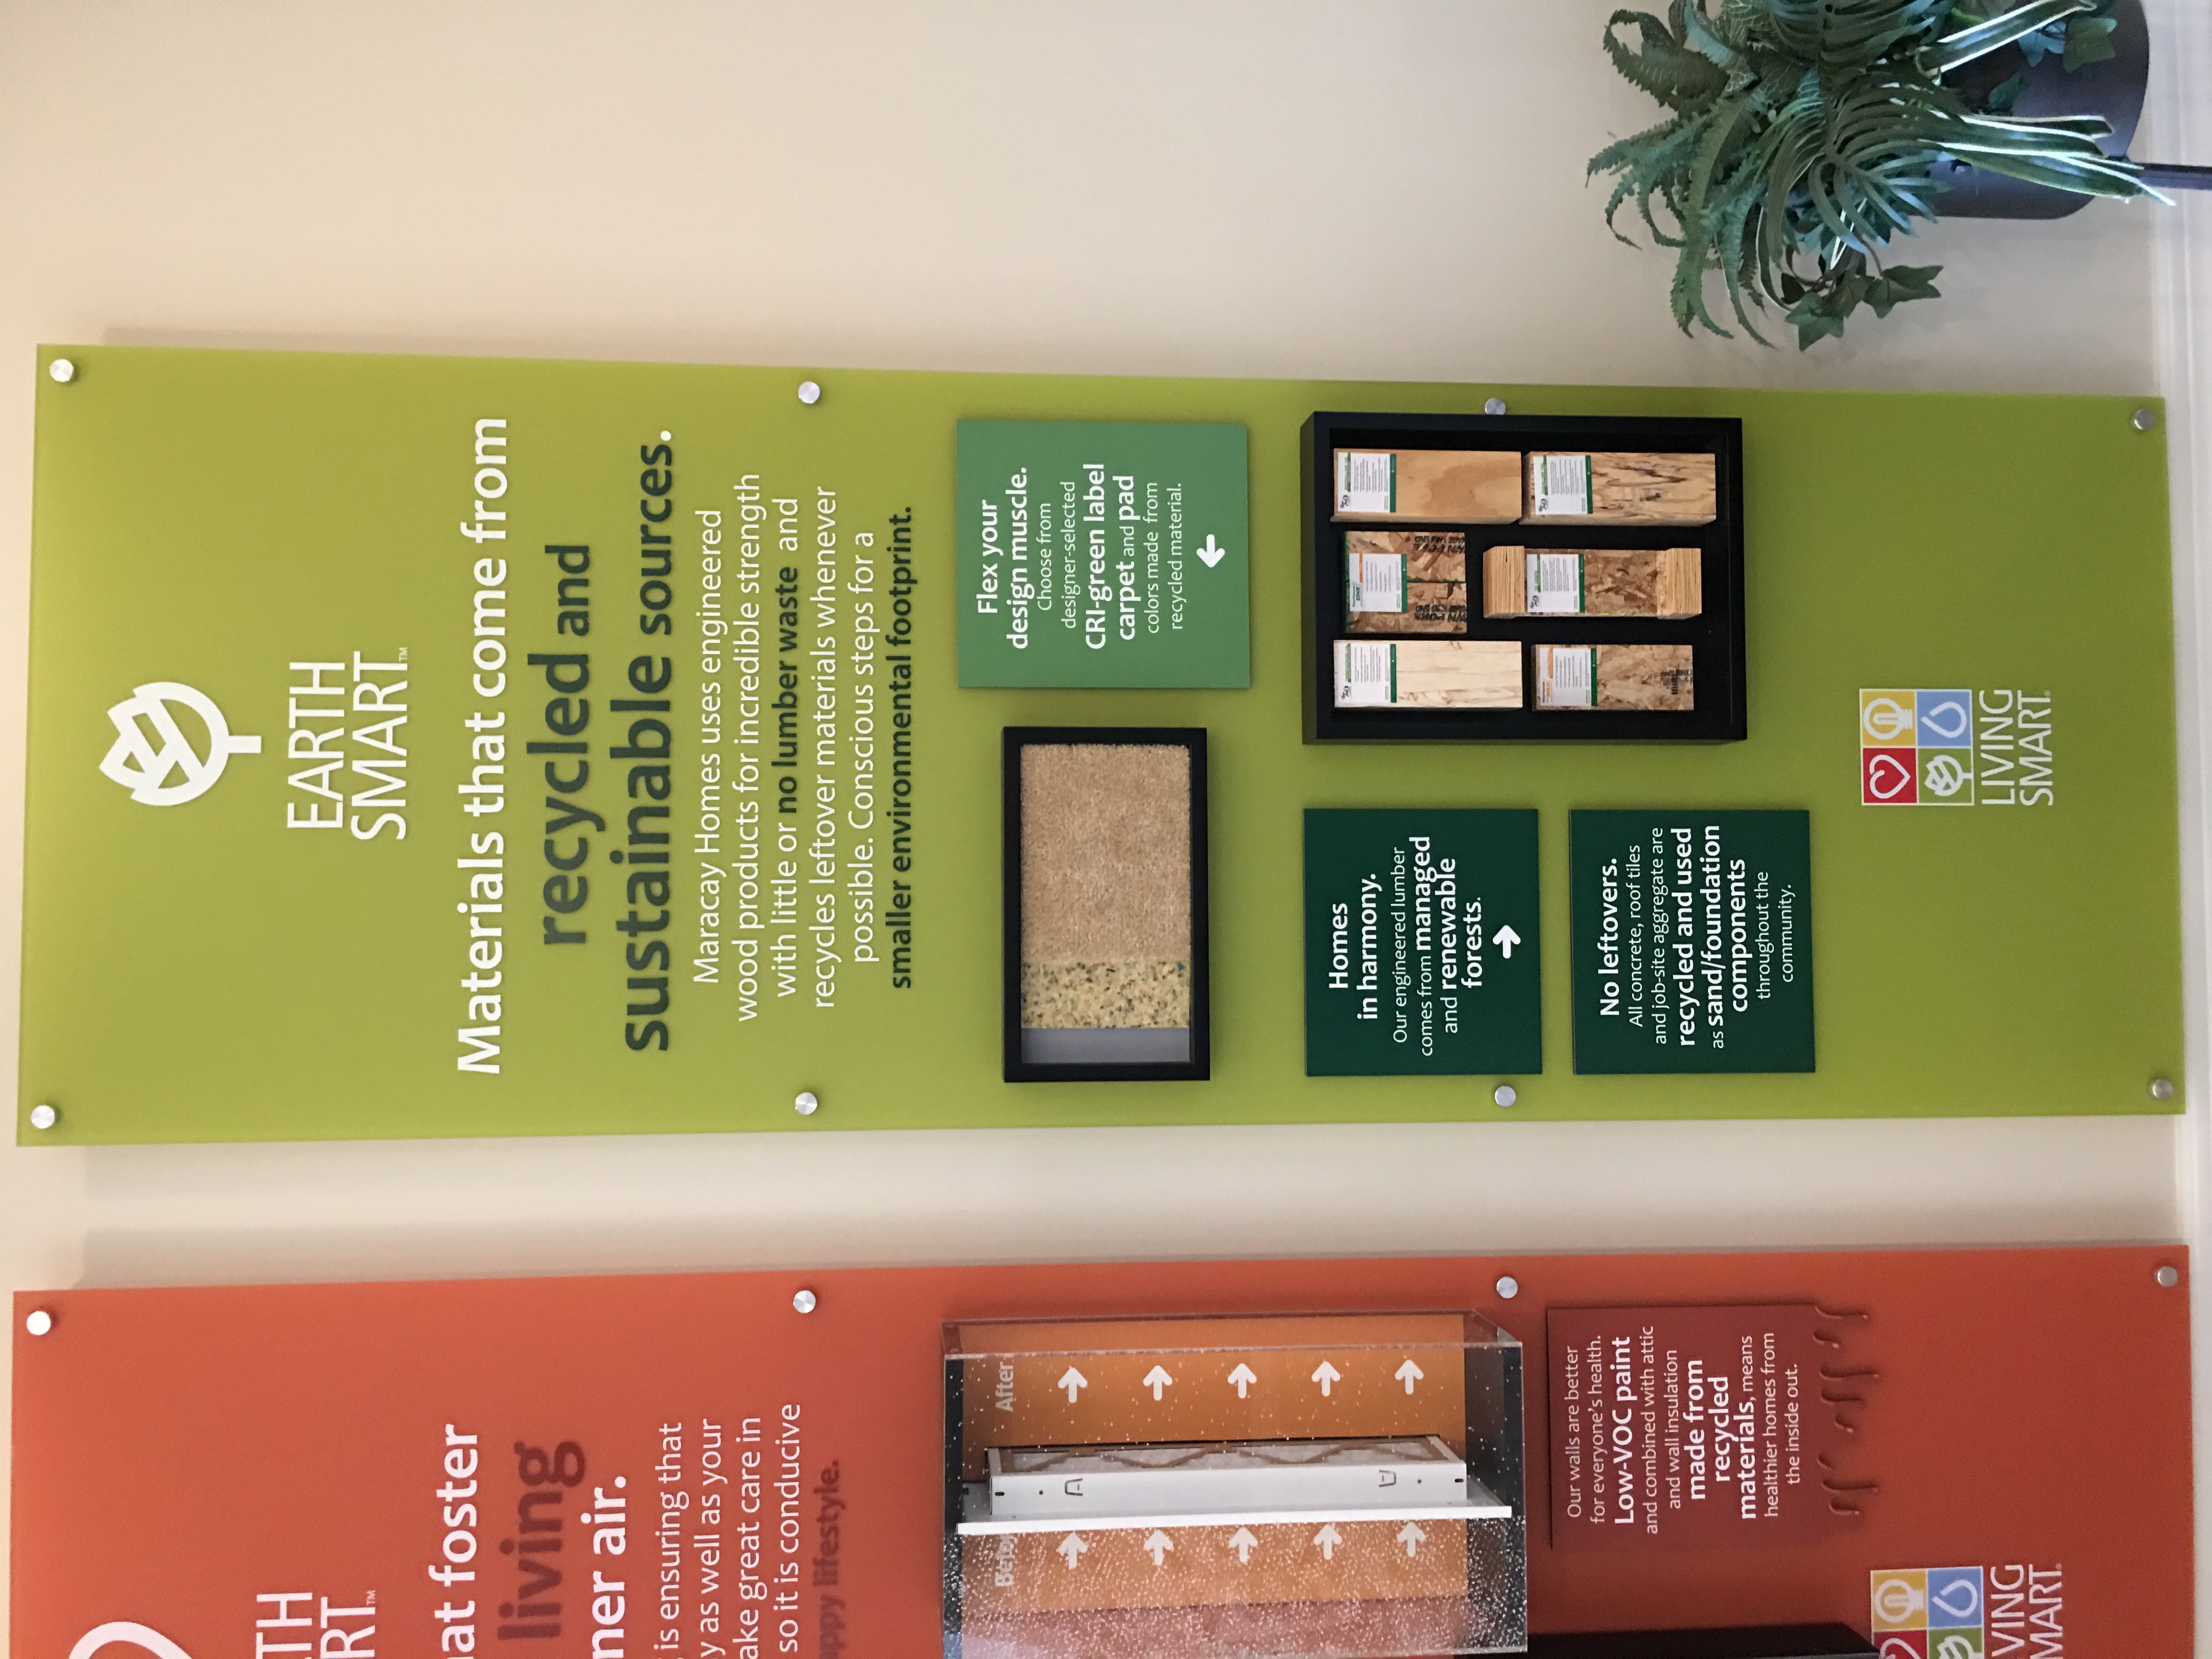 TH
RT
TM
at foster
living
ner air.
is ensuring that
y as well as your
ake great care in
so it is conducive
appy lifestyle.
After
Our walls are better
for everyone's health.
Low-VOC paint
and combined with attic
and wall insulation
made from
recycled
materials, means
healthier homes from
the inside out.
VING
MART
EARTH
SMART
TM
Materials that come from
recycled and
sustainable sources.
Maracay Homes uses engineered
wood products for incredible strength
with little or no lumber waste and
recycles leftover materials whenever
possible. Conscious steps for a
smaller environmental footprint.
Flex your
design muscle.
Choose from
designer-selected
CRI-green label
carpet and pad
colors made from
recycled material.
Homes
in harmony.
Our engineered lumber
comes from managed
and renewable
forests.
No leftovers.
All concrete, roof tiles
and job-site aggregate are
recycled and used
as sand/foundation
components
throughout the
community.
LIVING
SMART